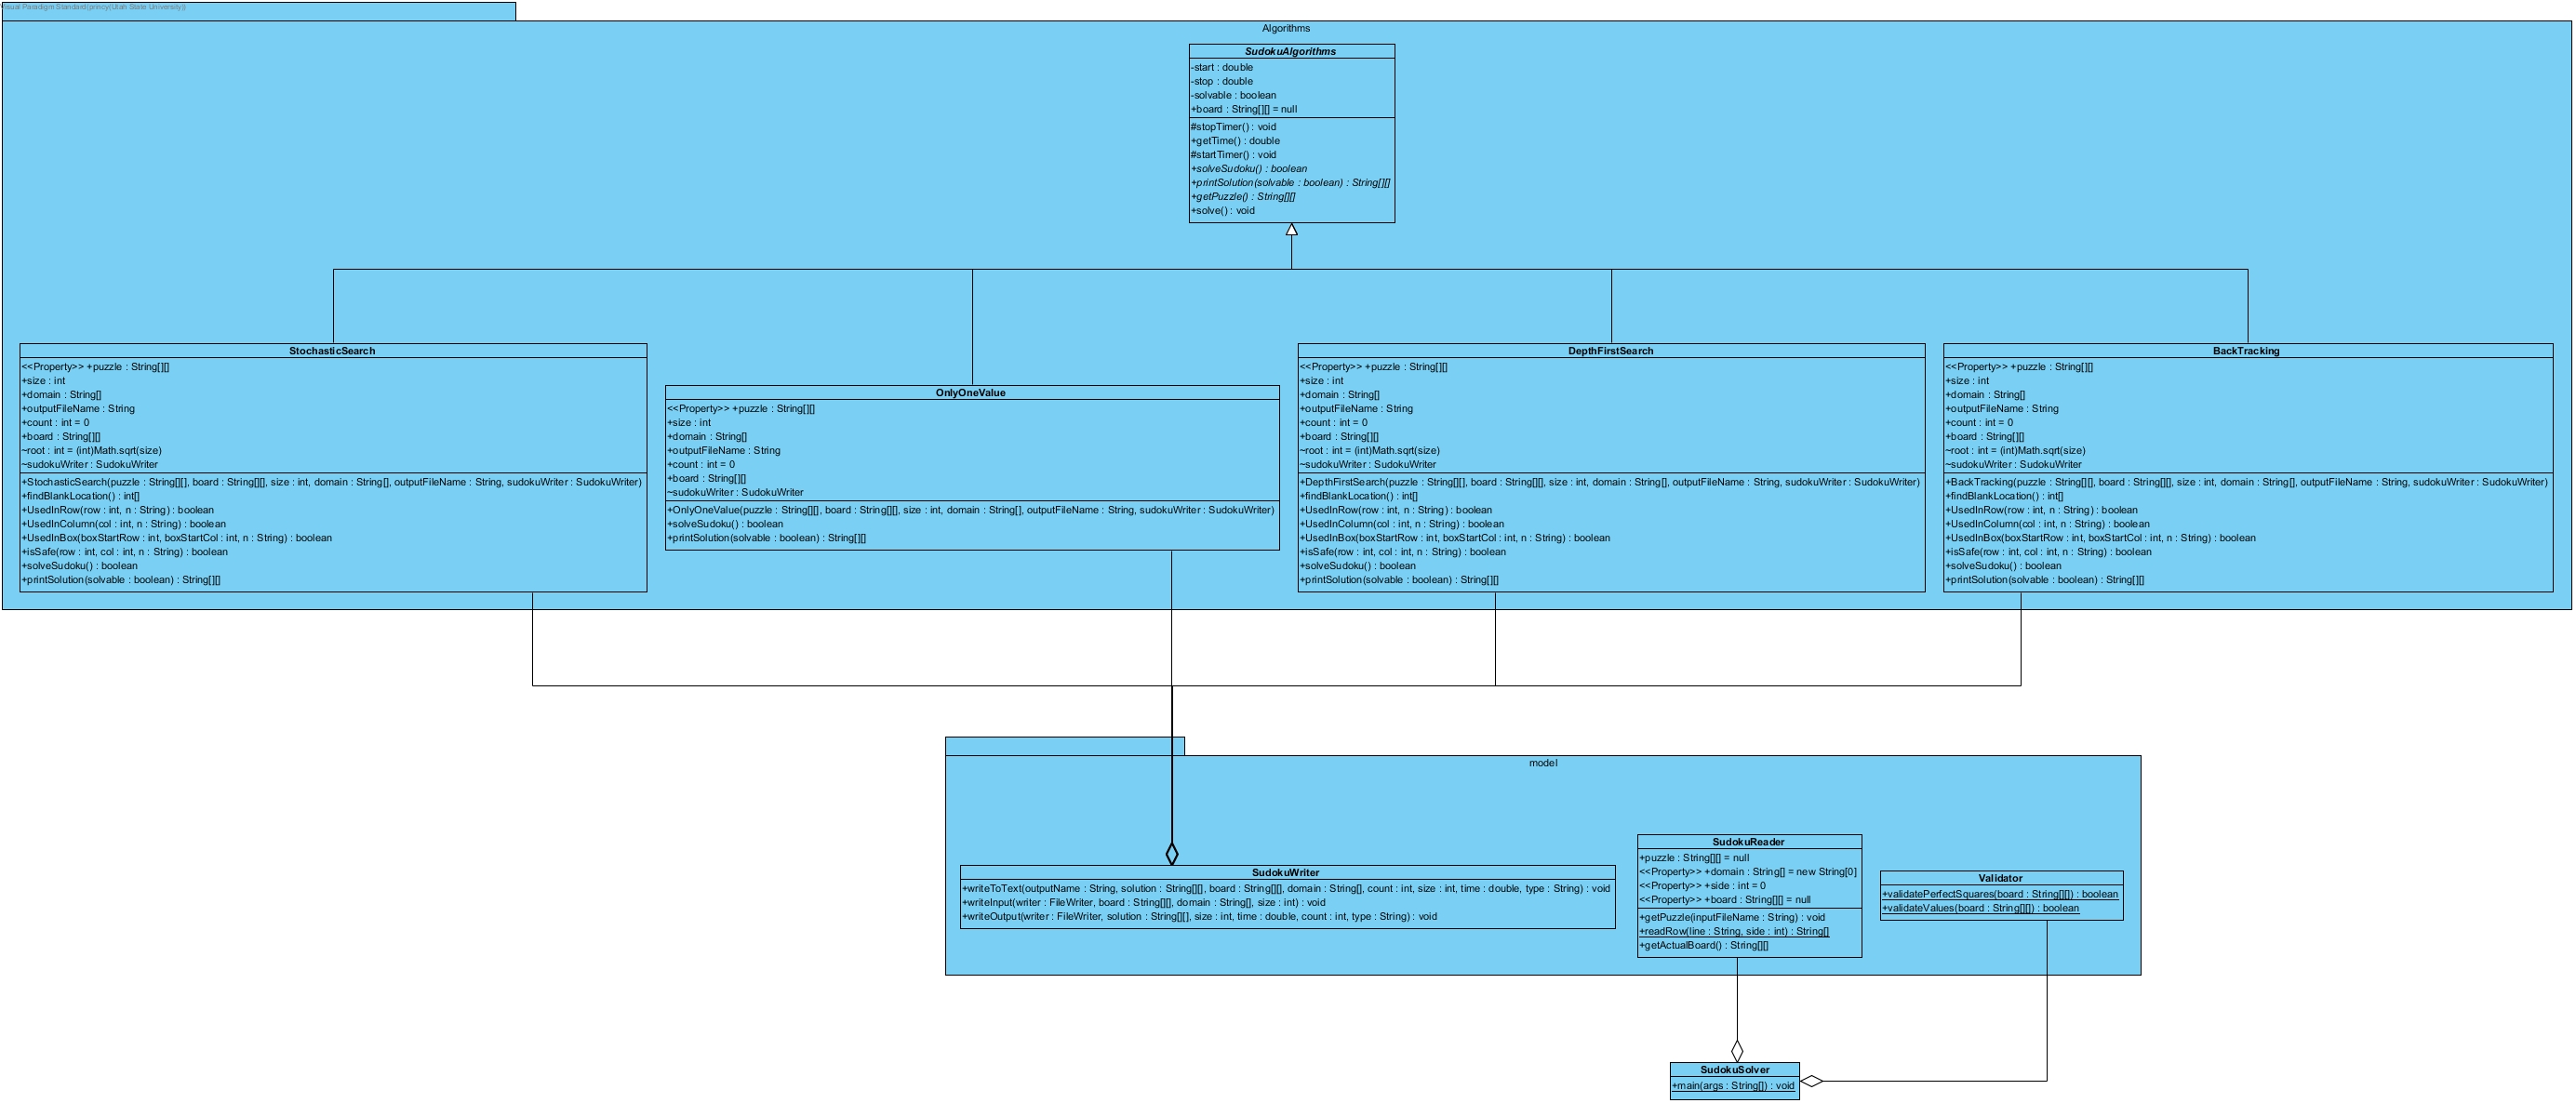 Visual Paradigm Standard(princy(Utah State University))
Algorithms
SudokuAlgorithms
-start : double
-stop : double
-solvable : boolean
+board : String[][] = null
#stopTimer() : void
+getTime() : double
#startTimer() : void
+solveSudoku() : boolean
+printSolution(solvable : boolean) : String[][]
+getPuzzle() : String[][]
+solve() : void
StochasticSearch
<<Property>> +puzzle : String[][]
+size : int
+domain : String[]
+outputFileName : String
+count : int = 0
+board : String[][]
~root : int = (int)Math.sqrt(size)
~sudokuWriter : SudokuWriter
+StochasticSearch(puzzle : String[][], board : String[][], size : int, domain : String[], outputFileName : String, sudokuWriter : SudokuWriter)
+findBlankLocation() : int[]
+UsedInRow(row : int, n : String) : boolean
+UsedInColumn(col : int, n : String) : boolean
+UsedInBox(boxStartRow : int, boxStartCol : int, n : String) : boolean
+isSafe(row : int, col : int, n : String) : boolean
+solveSudoku() : boolean
+printSolution(solvable : boolean) : String[][]
OnlyOneValue
<<Property>> +puzzle : String[][]
+size : int
+domain : String[]
+outputFileName : String
+count : int = 0
+board : String[][]
~sudokuWriter : SudokuWriter
+OnlyOneValue(puzzle : String[][], board : String[][], size : int, domain : String[], outputFileName : String, sudokuWriter : SudokuWriter)
+solveSudoku() : boolean
+printSolution(solvable : boolean) : String[][]
DepthFirstSearch
<<Property>> +puzzle : String[][]
+size : int
+domain : String[]
+outputFileName : String
+count : int = 0
+board : String[][]
~root : int = (int)Math.sqrt(size)
~sudokuWriter : SudokuWriter
+DepthFirstSearch(puzzle : String[][], board : String[][], size : int, domain : String[], outputFileName : String, sudokuWriter : SudokuWriter)
+findBlankLocation() : int[]
+UsedInRow(row : int, n : String) : boolean
+UsedInColumn(col : int, n : String) : boolean
+UsedInBox(boxStartRow : int, boxStartCol : int, n : String) : boolean
+isSafe(row : int, col : int, n : String) : boolean
+solveSudoku() : boolean
+printSolution(solvable : boolean) : String[][]
BackTracking
<<Property>> +puzzle : String[][]
+size : int
+domain : String[]
+outputFileName : String
+count : int = 0
+board : String[][]
~root : int = (int)Math.sqrt(size)
~sudokuWriter : SudokuWriter
+BackTracking(puzzle : String[][], board : String[][], size : int, domain : String[], outputFileName : String, sudokuWriter : SudokuWriter)
+findBlankLocation() : int[]
+UsedInRow(row : int, n : String) : boolean
+UsedInColumn(col : int, n : String) : boolean
+UsedInBox(boxStartRow : int, boxStartCol : int, n : String) : boolean
+isSafe(row : int, col : int, n : String) : boolean
+solveSudoku() : boolean
+printSolution(solvable : boolean) : String[][]
model
SudokuWriter
+writeToText(outputName : String, solution : String[][], board : String[][], domain : String[], count : int, size : int, time : double, type : String) : void
+writeInput(writer : FileWriter, board : String[][], domain : String[], size : int) : void
+writeOutput(writer : FileWriter, solution : String[][], size : int, time : double, count : int, type : String) : void
SudokuReader
+puzzle : String[][] = null
<<Property>> +domain : String[] = new String[0]
<<Property>> +side : int = 0
<<Property>> +board : String[][] = null
+getPuzzle(inputFileName : String) : void
+readRow(line : String, side : int) : String[]
+getActualBoard() : String[][]
Validator
+validatePerfectSquares(board : String[][]) : boolean
+validateValues(board : String[][]) : boolean
SudokuSolver
+main(args : String[]) : void